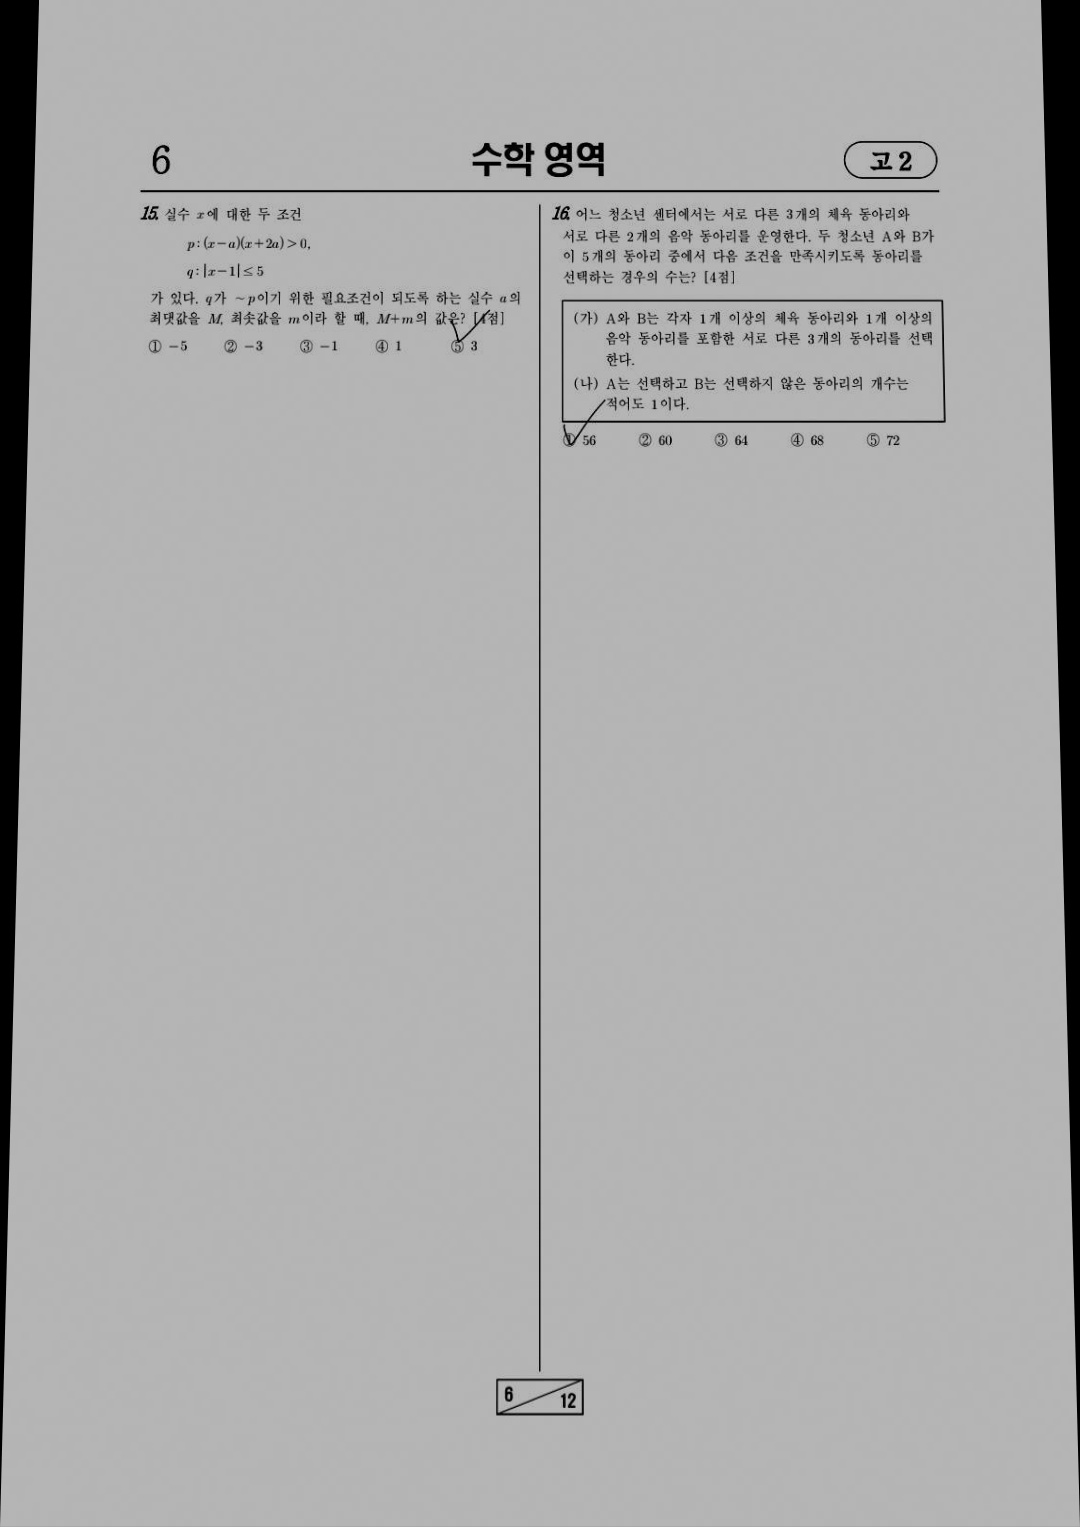 6
수학 영역
고 2
15. 실수 x에 대한 두 조건
p : (x-a)(x+2a) > 0,
q : |x-1| ≤ 5
가 있다. q가 ~p이기 위한 필요조건이 되도록 하는 실수 a의
최댓값을 M, 최솟값을 m이라 할 때, M+m의 값은? [4점]
① -5 ② -3 ③ -1 ④ 1 ⑤ 3
16. 어느 청소년 센터에서는 서로 다른 3개의 체육 동아리와
서로 다른 2개의 음악 동아리를 운영한다. 두 청소년 A와 B가
이 5개의 동아리 중에서 다음 조건을 만족시키도록 동아리를
선택하는 경우의 수는? [4점]
(가) A와 B는 각자 1개 이상의 체육 동아리와 1개 이상의
음악 동아리를 포함한 서로 다른 3개의 동아리를 선택
한다.
(나) A는 선택하고 B는 선택하지 않은 동아리의 개수는
적어도 1이다.
① 56 ② 60 ③ 64 ④ 68 ⑤ 72
6
12